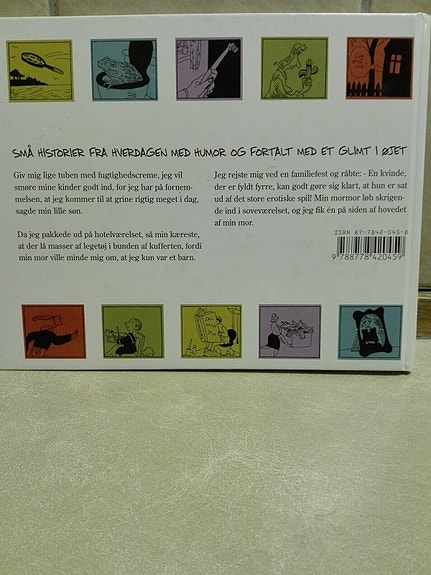 SMÅ HISTORIER FRA HVERDAGEN MED HUMOR OG FORTALT MED ET GLIMT I ØJET
Giv mig lige tuben med fugtighedscreme, jeg vil
smøre mine kinder godt ind, for jeg har på fornem-
melsen, at jeg kommer til at grine rigtig meget i dag,
sagde min lille søn.
Da jeg pakkede ud på hotelværelset, så min kæreste,
at der lå masser af legetøj i bunden af kufferten, fordi
min mor ville minde mig om, at jeg kun var et barn.
Jeg rejste mig ved en familiefest og råbte: - En kvinde,
der er fyldt fyrre, kan godt gøre sig klart, at hun er sat
ud af det store erotiske spil! Min mormor løb skrigen-
de ind i soveværelset, og jeg fik én på siden af hovedet
af min mor.
ISBN 87-7842-045-8
9 788778 420459